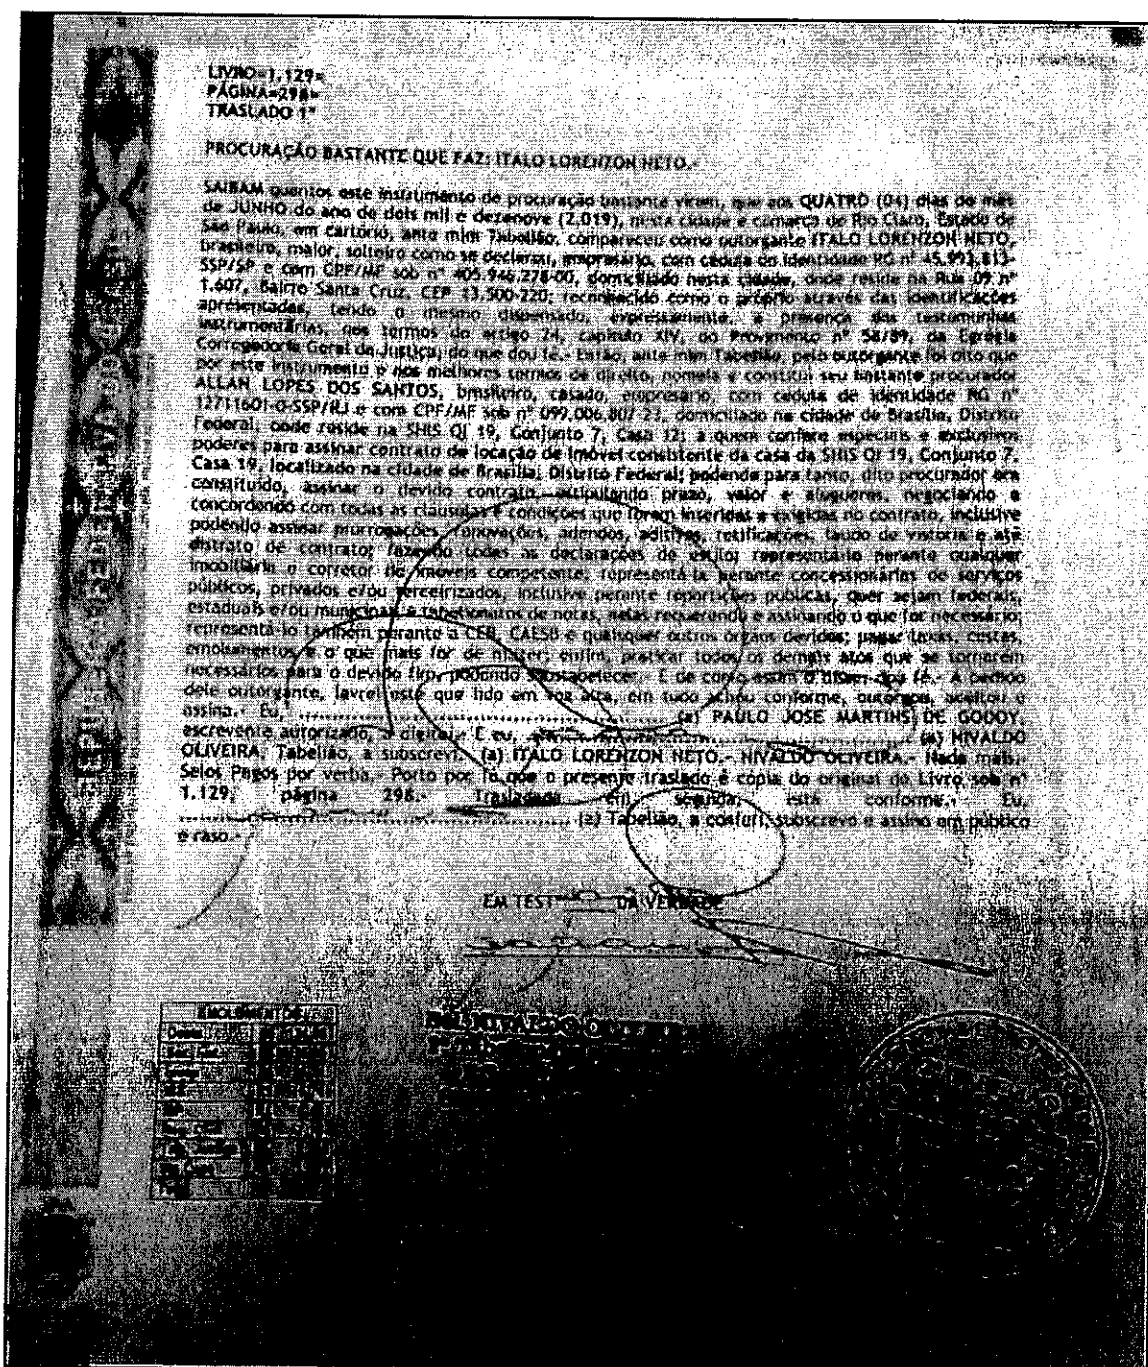 LIVRO=1,129=
PÁGINA=296=
TRASLADO 1º
PROCURAÇÃO BASTANTE QUE FAZ: ITALO LORENZON NETO.-
SAIBAM quantos este instrumento de procuração bastante virem, que aos QUATRO (04) dias do mês
de JUNHO do ano de dois mil e dezenove (2.019), nesta cidade e comarca de Rio Claro, Estado de
São Paulo, em cartório, ante mim Tabelião, compareceu como outorgante ITALO LORENZON NETO,
brasileiro, maior, solteiro como se declarou, empresário, com cédula de identidade RG nº 45.993.813-
SSP/SP e com CPF/MF sob nº 405.946.278-00, domiciliado nesta cidade, onde reside na Rua 09 nº
1.607, Bairro Santa Cruz, CEP 13.500-220; reconhecido como o próprio através das identificações
apresentadas, tendo o mesmo dispensado, expressamente, a presença das testemunhas
instrumentárias, nos termos do artigo 24, capítulo XIV, do Provimento nº 58/89, da Egrégia
Corregedoria Geral da Justiça; do que dou fé.- Então, ante mim Tabelião, pelo outorgante foi dito que
por este instrumento e nos melhores termos de direito, nomeia e constitui seu bastante procurador
ALLAN LOPES DOS SANTOS, brasileiro, casado, empresário, com cédula de identidade RG nº
12711601-0-SSP/RJ e com CPF/MF sob nº 099.006.807-23, domiciliado na cidade de Brasília, Distrito
Federal, onde reside na SHIS QI 19, Conjunto 7, Casa 12; a quem confere especiais e exclusivos
poderes para assinar contrato de locação de imóvel consistente da casa da SHIS QI 19, Conjunto 7,
Casa 19, localizado na cidade de Brasília, Distrito Federal; podendo para tanto, dito procurador ora
constituído, assinar o devido contrato, estipulando prazo, valor e alugueres, negociando e
concordando com todas as cláusulas e condições que forem inseridas e exigidas no contrato, inclusive
podendo assinar prorrogações, renovações, adendos, aditivos, retificações, laudo de vistoria e até
distrato de contrato; fazendo todas as declarações de estilo; representá-lo perante qualquer
imobiliária o corretor de imóveis competente; representá-la perante concessionárias de serviços
públicos, privados e/ou terceirizados, inclusive perante repartições públicas, quer sejam federais,
estaduais e/ou municipais e tabelionatos de notas, nelas requerendo e assinando o que for necessário;
representá-lo também perante a CEB, CAESB e quaisquer outros órgãos devidos; pagar taxas, custas,
emolumentos e o que mais for de mister; enfim, praticar todos os demais atos que se tornarem
necessários para o devido fim, podendo substabelecer.- E de como assim o disse, dou fé.- A pedido
dele outorgante, lavrei este que lido em voz alta, em tudo achou conforme, outorgou, aceitou e
assina.- Eu, (a) PAULO JOSE MARTINS DE GODOY,
escrevente autorizado, a digitei.- E eu, (a) NIVALDO
OLIVEIRA, Tabelião, a subscrevi. (a) ITALO LORENZON NETO.- NIVALDO OLIVEIRA.- Nada mais.-
Selos Pagos por verba.- Porto por fé que o presente traslado é cópia do original do Livro sob nº
1.129, página 296.- Trasladada em seguida, está conforme.- Eu,
(a) Tabelião, a conferi, subscrevo e assino em público
e raso.-
EM TESTº DA VERDADE
EMOLUMENTOS